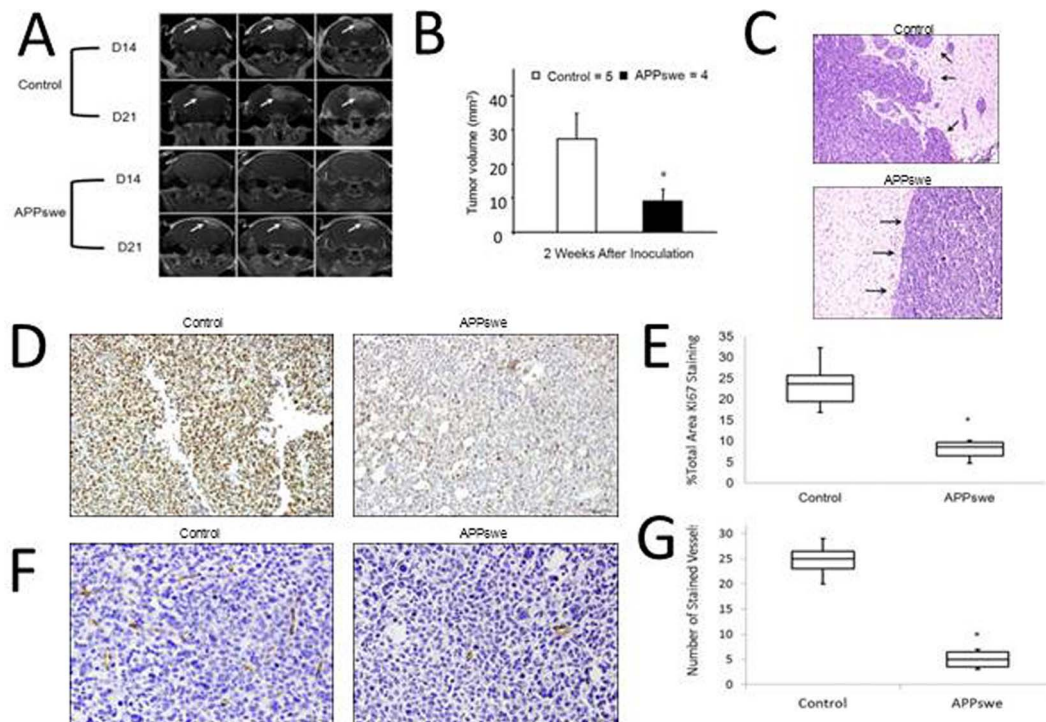 A
Control
D14
D21
APPswe
D14
D21
B
Control = 5 APPswe = 4
Tumor volume (mm³)
40
30
20
10
0
*
2 Weeks After Inoculation
C
Control
APPswe
D
Control
APPswe
E
%Total Area KI67 Staining
35
30
25
20
15
10
5
0
*
Control
APPswe
F
Control
APPswe
G
Number of Stained Vessel:
30
25
20
15
10
5
0
*
Control
APPswe